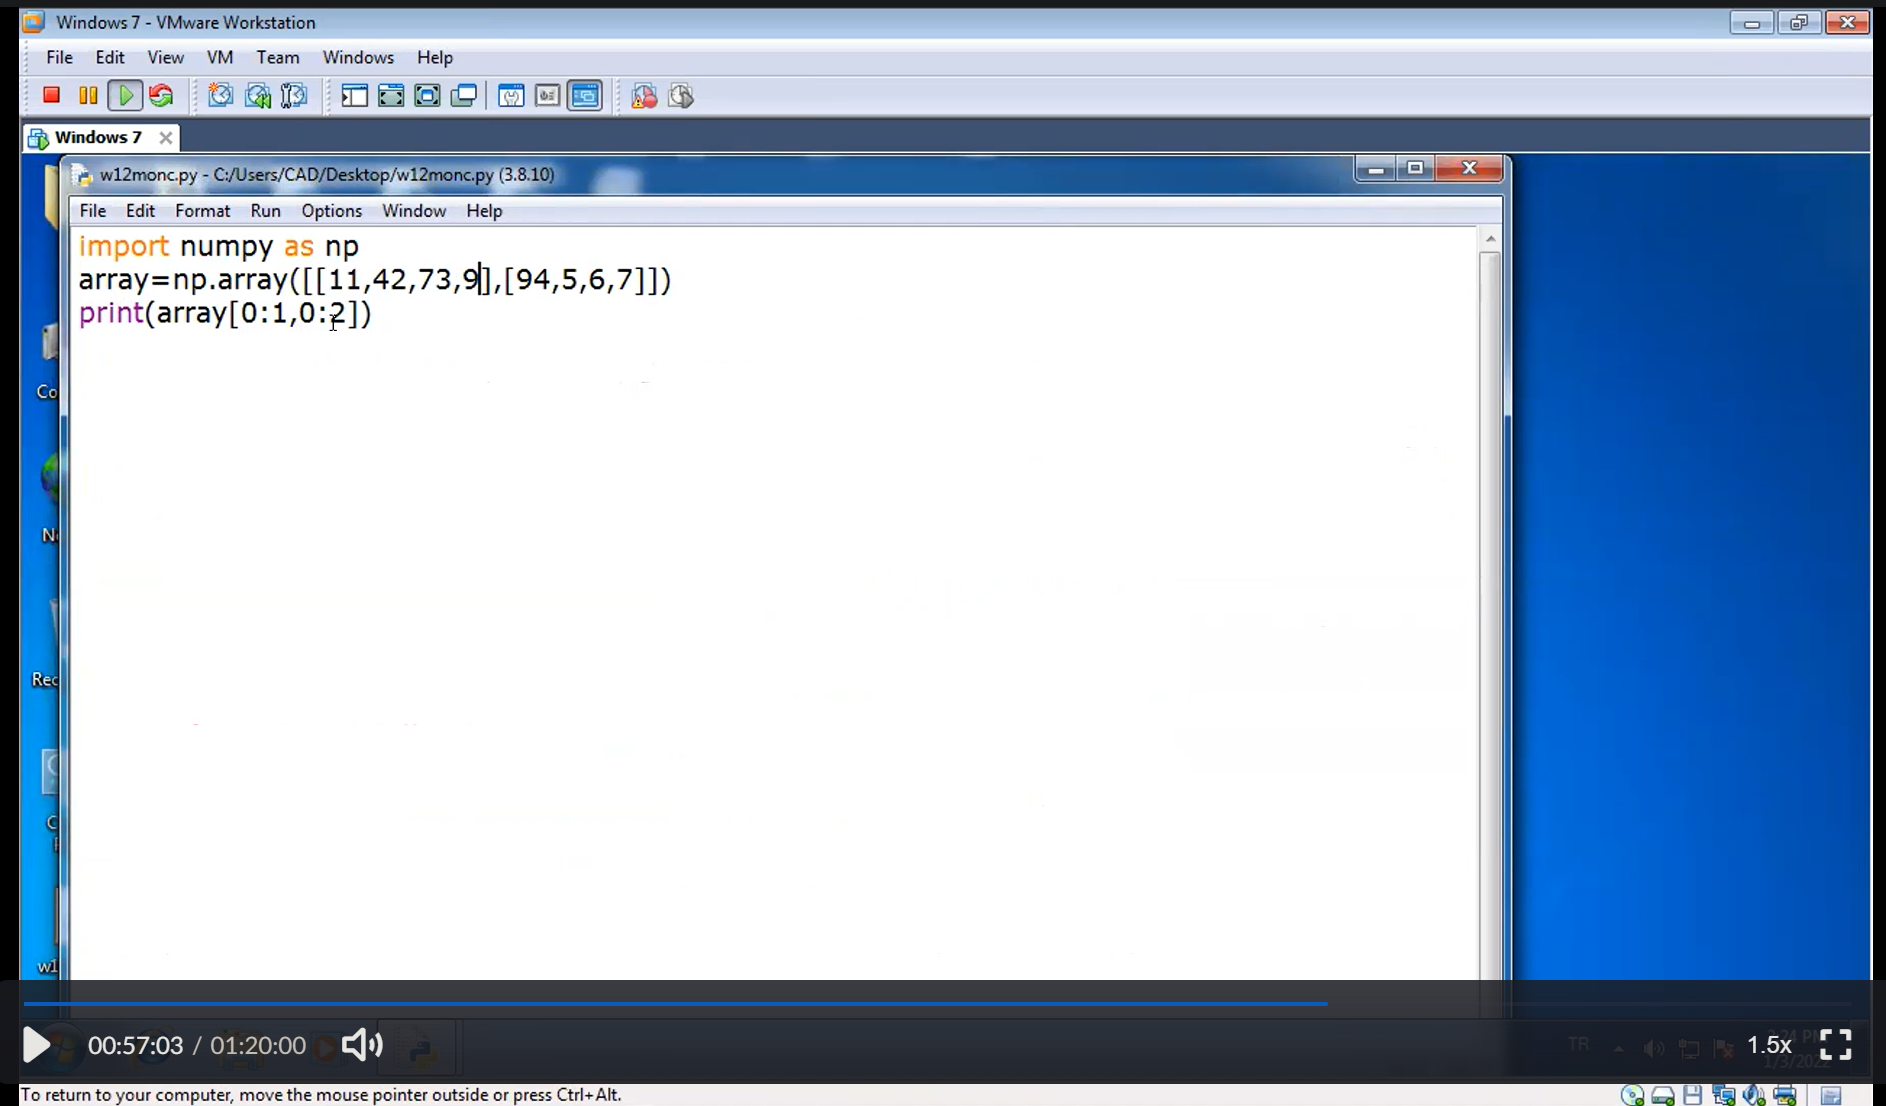 Windows 7 - VMware Workstation
File Edit View VM Team Windows Help
Windows 7
w12monc.py - C:/Users/CAD/Desktop/w12monc.py (3.8.10)
File Edit Format Run Options Window Help
import numpy as np
array=np.array([[11,42,73,9],[94,5,6,7]])
print(array[0:1,0:2])
Co
Rec
w1
00:57:03 / 01:20:00
TR
1.5x
To return to your computer, move the mouse pointer outside or press Ctrl+Alt.